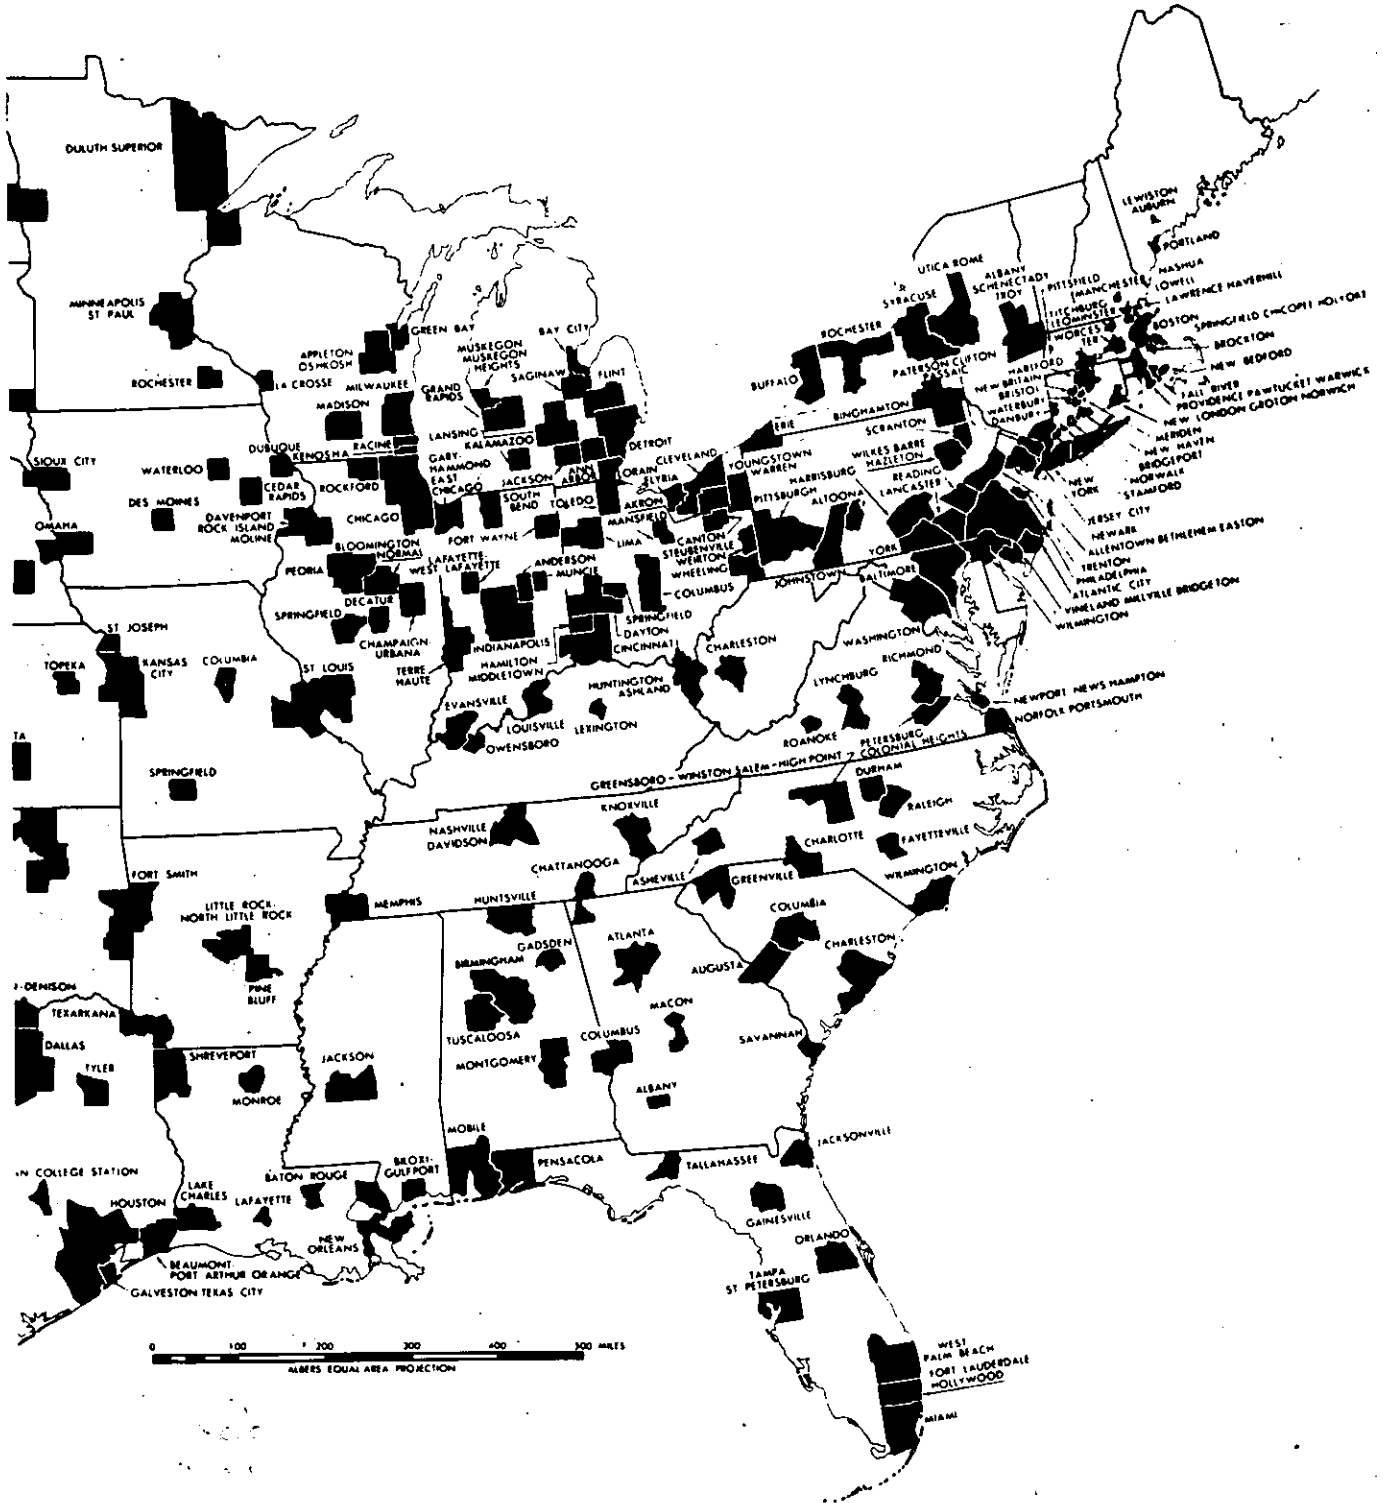 DULUTH SUPERIOR
MINNEAPOLIS
ST PAUL
ROCHESTER
LA CROSSE
GREEN BAY
APPLETON
OSHKOSH
MILWAUKEE
MADISON
RACINE
KENOSHA
DUBUQUE
WATERLOO
CEDAR
RAPIDS
ROCKFORD
CHICAGO
GARY-
HAMMOND
EAST
CHICAGO
SIOUX CITY
DES MOINES
DAVENPORT
ROCK ISLAND
MOLINE
OMAHA
BLOOMINGTON
NORMAL
PEORIA
DECATUR
SPRINGFIELD
CHAMPAIGN-
URBANA
MUSKEGON
MUSKEGON
HEIGHTS
GRAND
RAPIDS
BAY CITY
SAGINAW
FLINT
LANSING
KALAMAZOO
JACKSON
ANN
ARBOR
DETROIT
SOUTH
BEND
TOLEDO
FORT WAYNE
LIMA
LAFAYETTE-
WEST LAFAYETTE
ANDERSON
MUNCIE
INDIANAPOLIS
TERRE
HAUTE
HAMILTON
MIDDLETOWN
CINCINNATI
DAYTON
SPRINGFIELD
COLUMBUS
MANSFIELD
AKRON
LORAIN
ELYRIA
CLEVELAND
YOUNGSTOWN
WARREN
CANTON
STEUBENVILLE
WEIRTON
WHEELING
PITTSBURGH
ERIE
BUFFALO
ROCHESTER
SYRACUSE
UTICA ROME
ALBANY
SCHENECTADY
TROY
BINGHAMTON
SCRANTON
WILKES BARRE
HAZLETON
PATERSON CLIFTON
PASSAIC
READING
LANCASTER
HARRISBURG
ALTOONA
JOHNSTOWN
YORK
BALTIMORE
WASHINGTON
LEWISTON
AUBURN
PORTLAND
PITTSFIELD
MANCHESTER
NASHUA
LOWELL
LAWRENCE HAVERHILL
FITCHBURG
LEOMINSTER
WORCES
TER
BOSTON
SPRINGFIELD CHICOPEE HOLYOKE
BROCKTON
NEW BEDFORD
FALL RIVER
PROVIDENCE PAWTUCKET WARWICK
NEW LONDON GROTON NORWICH
HARTFORD
NEW BRITAIN
BRISTOL
WATERBURY
DANBURY
MERIDEN
NEW
HAVEN
BRIDGEPORT
NORWALK
STAMFORD
NEW
YORK
JERSEY CITY
NEWARK
ALLENTOWN BETHLEHEM EASTON
TRENTON
PHILADELPHIA
ATLANTIC CITY
VINELAND MILLVILLE BRIDGETON
WILMINGTON
ST JOSEPH
TOPEKA
KANSAS
CITY
COLUMBIA
ST LOUIS
SPRINGFIELD
EVANSVILLE
OWENSBORO
LOUISVILLE
LEXINGTON
HUNTINGTON
ASHLAND
CHARLESTON
LYNCHBURG
ROANOKE
RICHMOND
PETERSBURG
COLONIAL HEIGHTS
NEWPORT NEWS HAMPTON
NORFOLK PORTSMOUTH
GREENSBORO - WINSTON SALEM - HIGH POINT
DURHAM
RALEIGH
FAYETTEVILLE
CHARLOTTE
WILMINGTON
ASHEVILLE
GREENVILLE
COLUMBIA
CHARLESTON
NASHVILLE
DAVIDSON
KNOXVILLE
CHATTANOOGA
MEMPHIS
HUNTSVILLE
GADSDEN
BIRMINGHAM
TUSCALOOSA
MONTGOMERY
MOBILE
ATLANTA
AUGUSTA
MACON
COLUMBUS
ALBANY
SAVANNAH
TA
FORT SMITH
LITTLE ROCK-
NORTH LITTLE ROCK
PINE
BLUFF
-DENISON
TEXARKANA
DALLAS
TYLER
SHREVEPORT
MONROE
JACKSON
N COLLEGE STATION
HOUSTON
LAKE
CHARLES
LAFAYETTE
BATON ROUGE
BILOXI-
GULFPORT
NEW
ORLEANS
BEAUMONT-
PORT ARTHUR ORANGE
GALVESTON TEXAS CITY
PENSACOLA
TALLAHASSEE
JACKSONVILLE
GAINESVILLE
ORLANDO
TAMPA
ST PETERSBURG
WEST
PALM BEACH
FORT LAUDERDALE
HOLLYWOOD
MIAMI
0 100 200 300 500 MILES
ALBERS EQUAL AREA PROJECTION